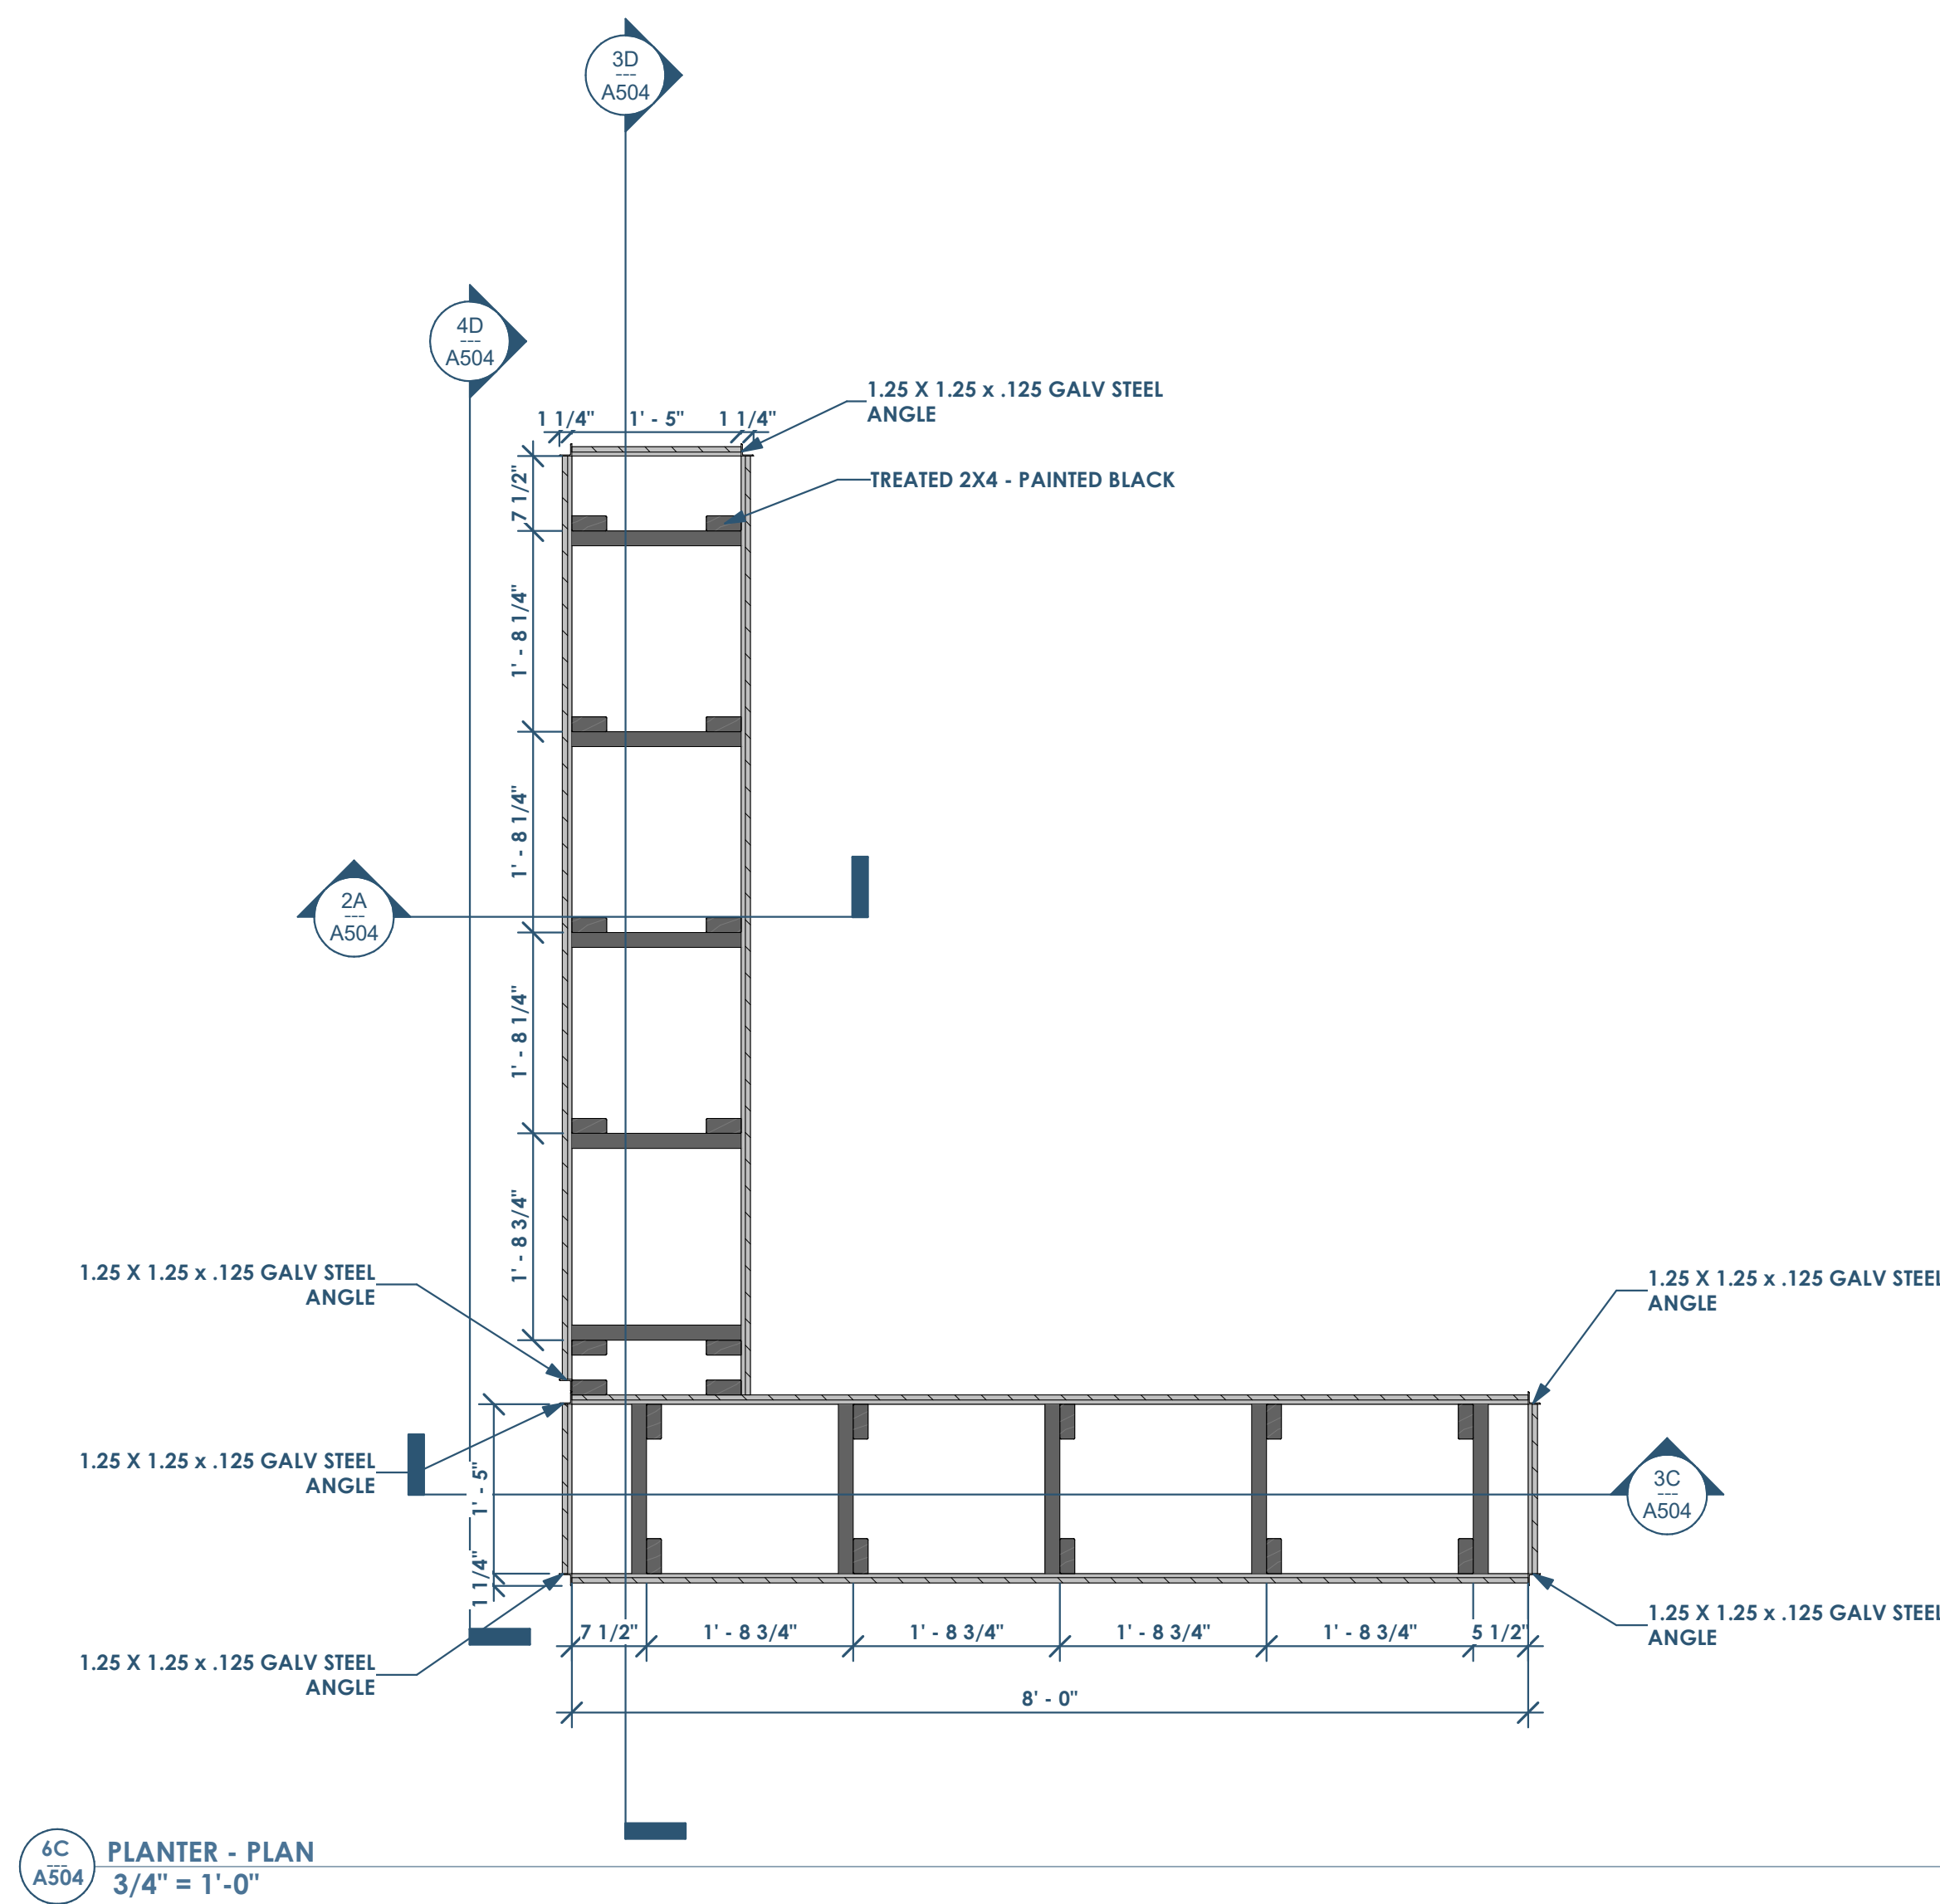 3D
---
A504
4D
---
A504
1.25 X 1.25 x .125 GALV STEEL
ANGLE
1 1/4"
1' - 5"
1 1/4"
TREATED 2X4 - PAINTED BLACK
7 1/2"
1' - 8 1/4"
1' - 8 1/4"
2A
---
A504
1' - 8 1/4"
1' - 8 3/4"
1.25 X 1.25 x .125 GALV STEEL
ANGLE
1.25 X 1.25 x .125 GALV STEEL
ANGLE
1.25 X 1.25 x .125 GALV STEEL
ANGLE
1' - 5"
3C
---
A504
1 1/4"
1.25 X 1.25 x .125 GALV STEEL
ANGLE
7 1/2"
1' - 8 3/4"
1' - 8 3/4"
1' - 8 3/4"
1' - 8 3/4"
5 1/2"
1.25 X 1.25 x .125 GALV STEEL
ANGLE
8' - 0"
6C
---
A504
PLANTER - PLAN
3/4" = 1'-0"